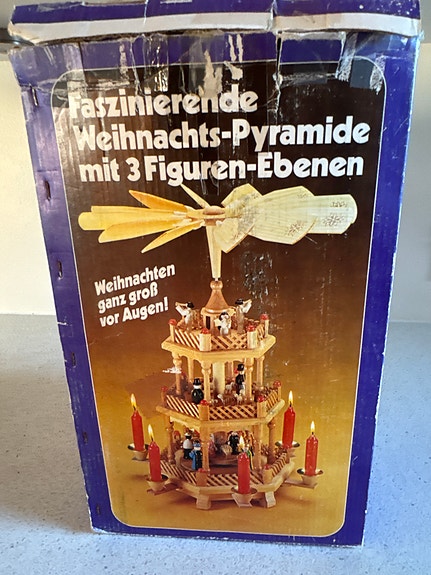 Faszinierende
Weihnachts-Pyramide
mit 3 Figuren-Ebenen
Weihnachten
ganz groß
vor Augen!